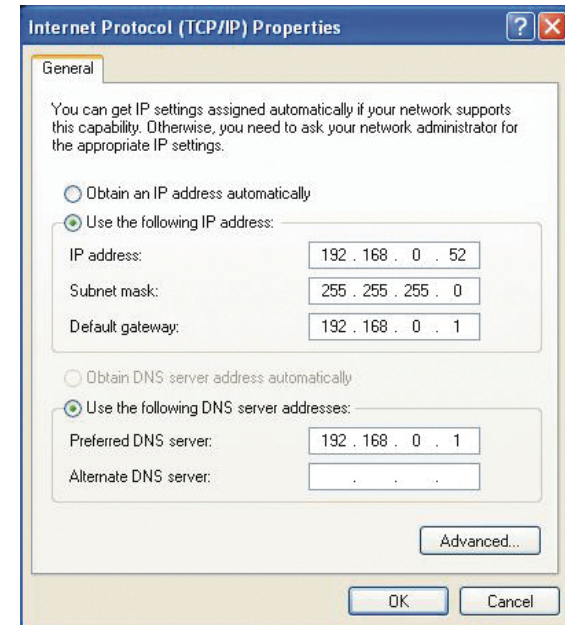 Internet Protocol (TCP/IP) Properties
General
You can get IP settings assigned automatically if your network supports
this capability. Otherwise, you need to ask your network administrator for
the appropriate IP settings.
Obtain an IP address automatically
Use the following IP address:
IP address: 192 . 168 . 0 . 52
Subnet mask: 255 . 255 . 255 . 0
Default gateway: 192 . 168 . 0 . 1
Obtain DNS server address automatically
Use the following DNS server addresses:
Preferred DNS server: 192 . 168 . 0 . 1
Alternate DNS server: . . .
Advanced...
OK Cancel